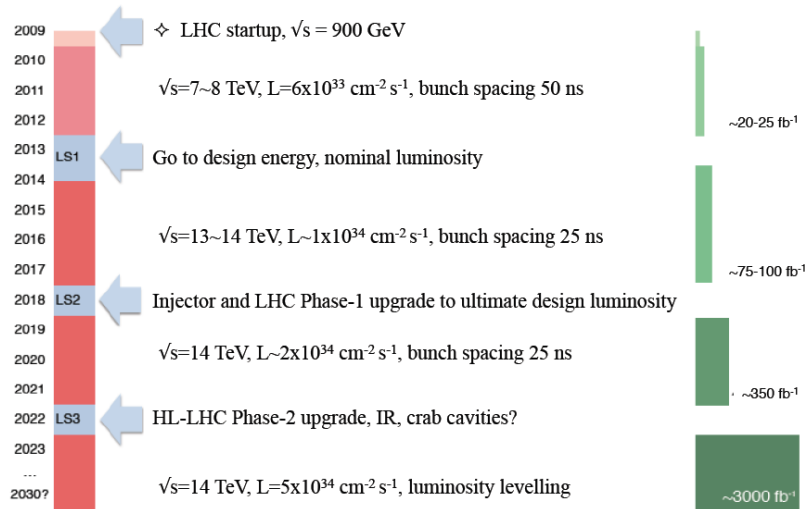 2009
✧ LHC startup, √s = 900 GeV
2010
2011
√s=7~8 TeV, L=6x10³³ cm⁻² s⁻¹, bunch spacing 50 ns
2012
~20-25 fb⁻¹
2013
LS1
Go to design energy, nominal luminosity
2014
2015
2016
√s=13~14 TeV, L~1x10³⁴ cm⁻² s⁻¹, bunch spacing 25 ns
2017
~75-100 fb⁻¹
2018
LS2
Injector and LHC Phase-1 upgrade to ultimate design luminosity
2019
2020
√s=14 TeV, L~2x10³⁴ cm⁻² s⁻¹, bunch spacing 25 ns
2021
~350 fb⁻¹
2022
LS3
HL-LHC Phase-2 upgrade, IR, crab cavities?
2023
...
2030?
√s=14 TeV, L=5x10³⁴ cm⁻² s⁻¹, luminosity levelling
~3000 fb⁻¹